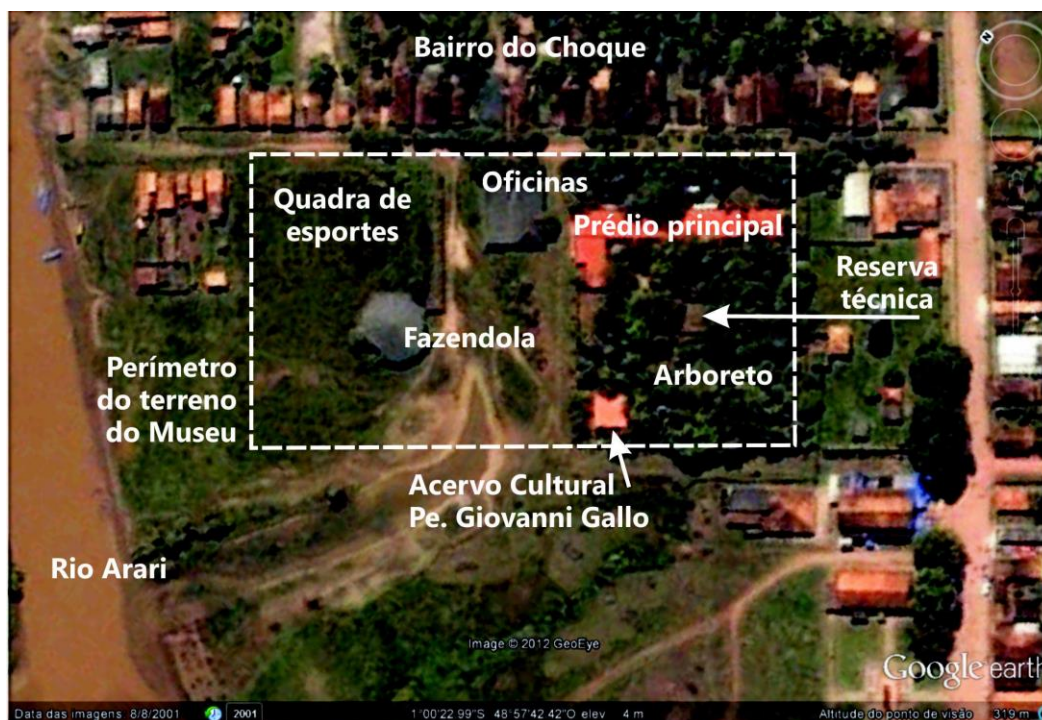 Bairro do Choque
Oficinas
Quadra de
esportes
Prédio principal
Reserva
técnica
Fazendola
Perímetro
do terreno
do Museu
Arboreto
Acervo Cultural
Pe. Giovanni Gallo
Rio Arari
Image © 2012 GeoEye
Google earth
Data das imagens 8/8/2001 2001 1°00'22.99"S 48°57'42.42"O elev 4 m Altitude do ponto de visão 319 m
N